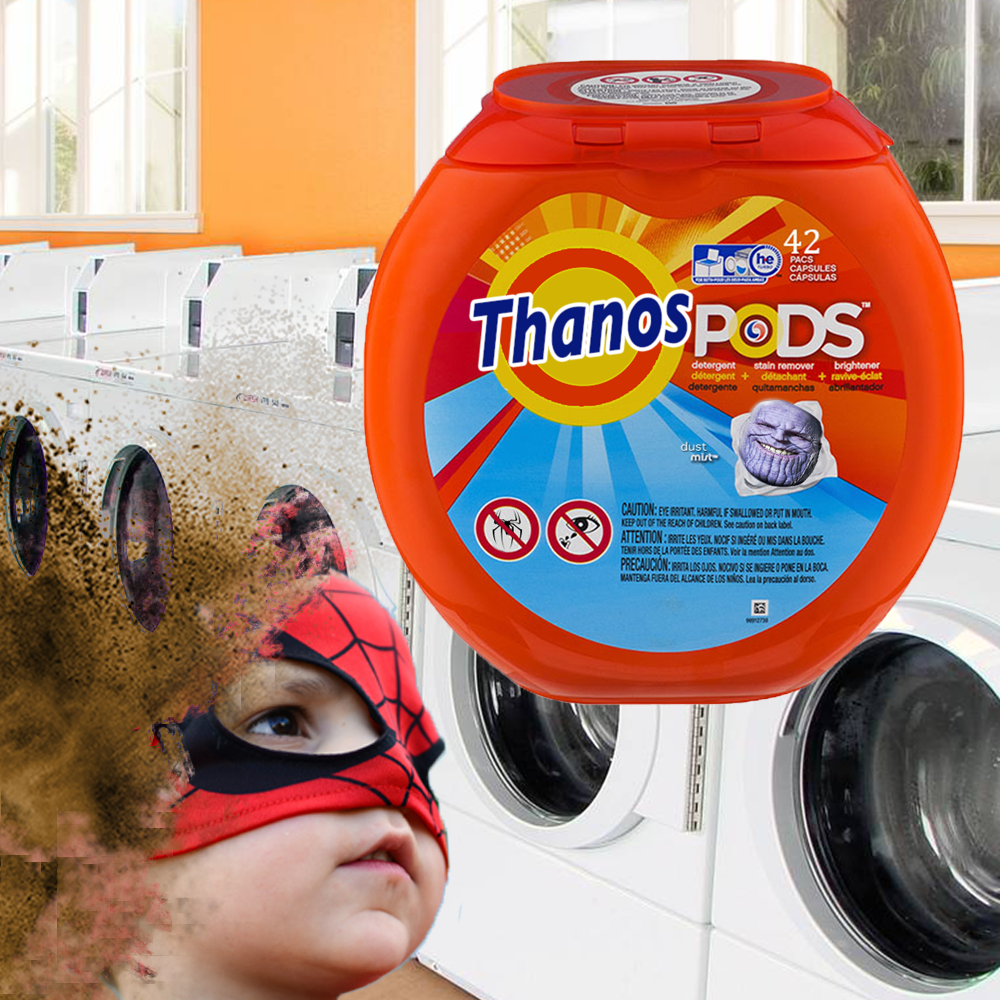 42
PACS
CAPSULES
CÁPSULAS
he
Thanos PODS™
detergent stain remover brightener
détergent + détachant + ravive-éclat
detergente quitamanchas abrillantador
dust
mist™
CAUTION: EYE IRRITANT. HARMFUL IF SWALLOWED OR PUT IN MOUTH.
KEEP OUT OF THE REACH OF CHILDREN. See caution on back label.
ATTENTION : IRRITE LES YEUX. NOCIF SI INGÉRÉ OU MIS DANS LA BOUCHE.
TENIR HORS DE LA PORTÉE DES ENFANTS. Voir la mention Attention au dos.
PRECAUCIÓN: IRRITA LOS OJOS. NOCIVO SI SE INGIERE O PONE EN LA BOCA.
MANTENGA FUERA DEL ALCANCE DE LOS NIÑOS. Lea la precaución al dorso.